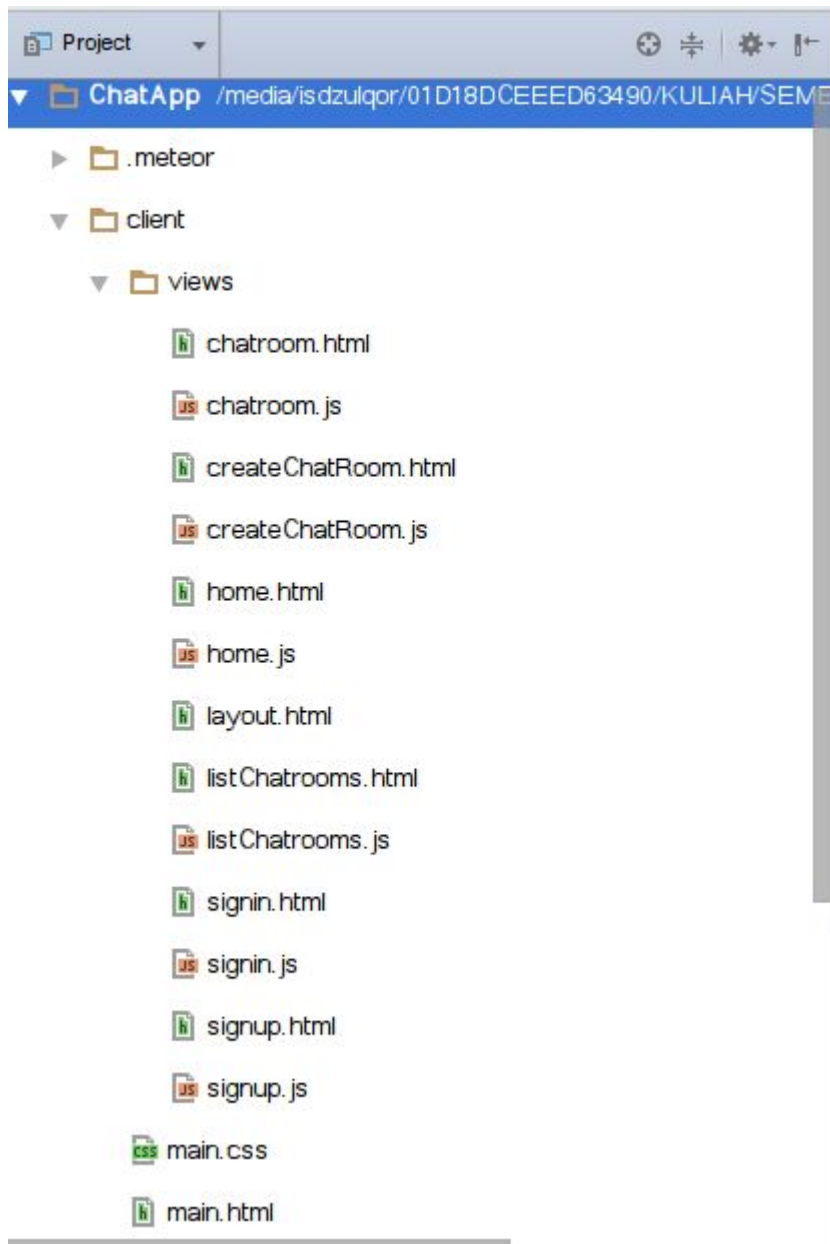 Project
ChatApp /media/isdzulqor/01D18DCEEED63490/KULIAH/SEME
.meteor
client
views
chatroom.html
chatroom.js
createChatRoom.html
createChatRoom.js
home.html
home.js
layout.html
listChatrooms.html
listChatrooms.js
signin.html
signin.js
signup.html
signup.js
main.css
main.html